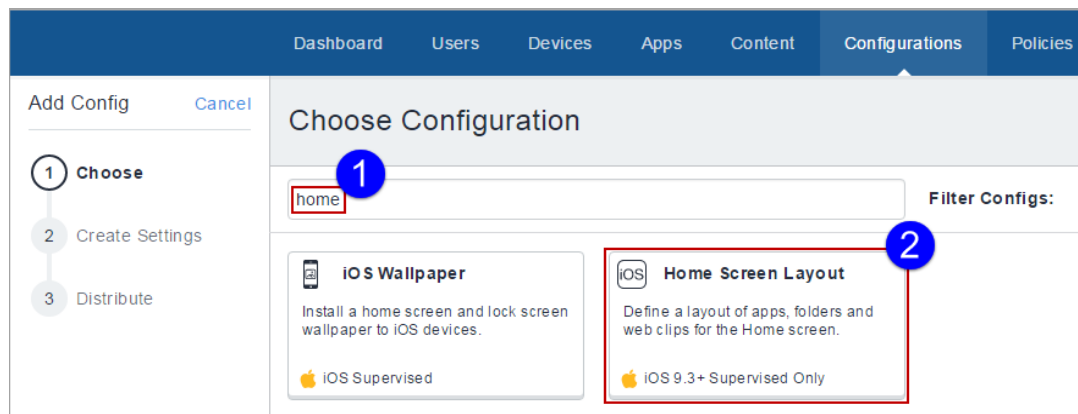 Dashboard Users Devices Apps Content Configurations Policies
Add Config Cancel
Choose Configuration
1 Choose
1
home
Filter Configs:
2 Create Settings
2
3 Distribute
iOS Wallpaper
Install a home screen and lock screen
wallpaper to iOS devices.
iOS Supervised
iOS Home Screen Layout
Define a layout of apps, folders and
web clips for the Home screen.
iOS 9.3+ Supervised Only